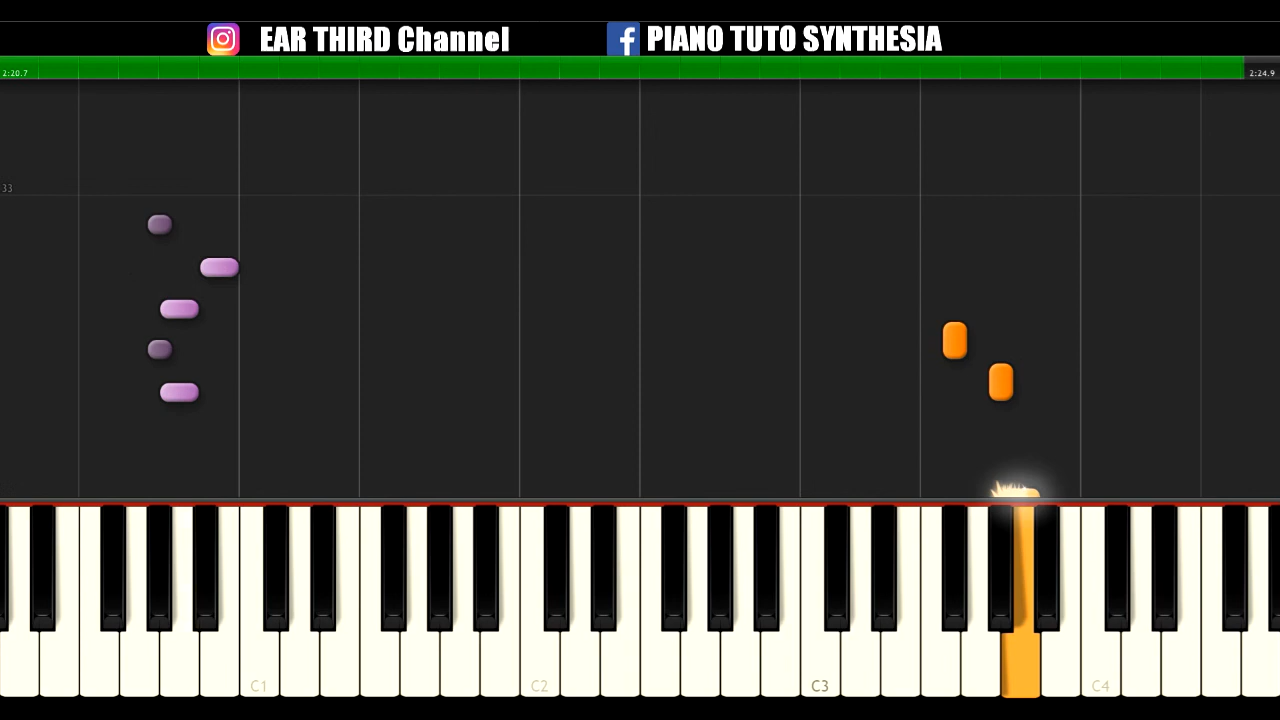 EAR THIRD Channel
PIANO TUTO SYNTHESIA
2:20.7
2:24.9
33
C1
C2
C3
C4